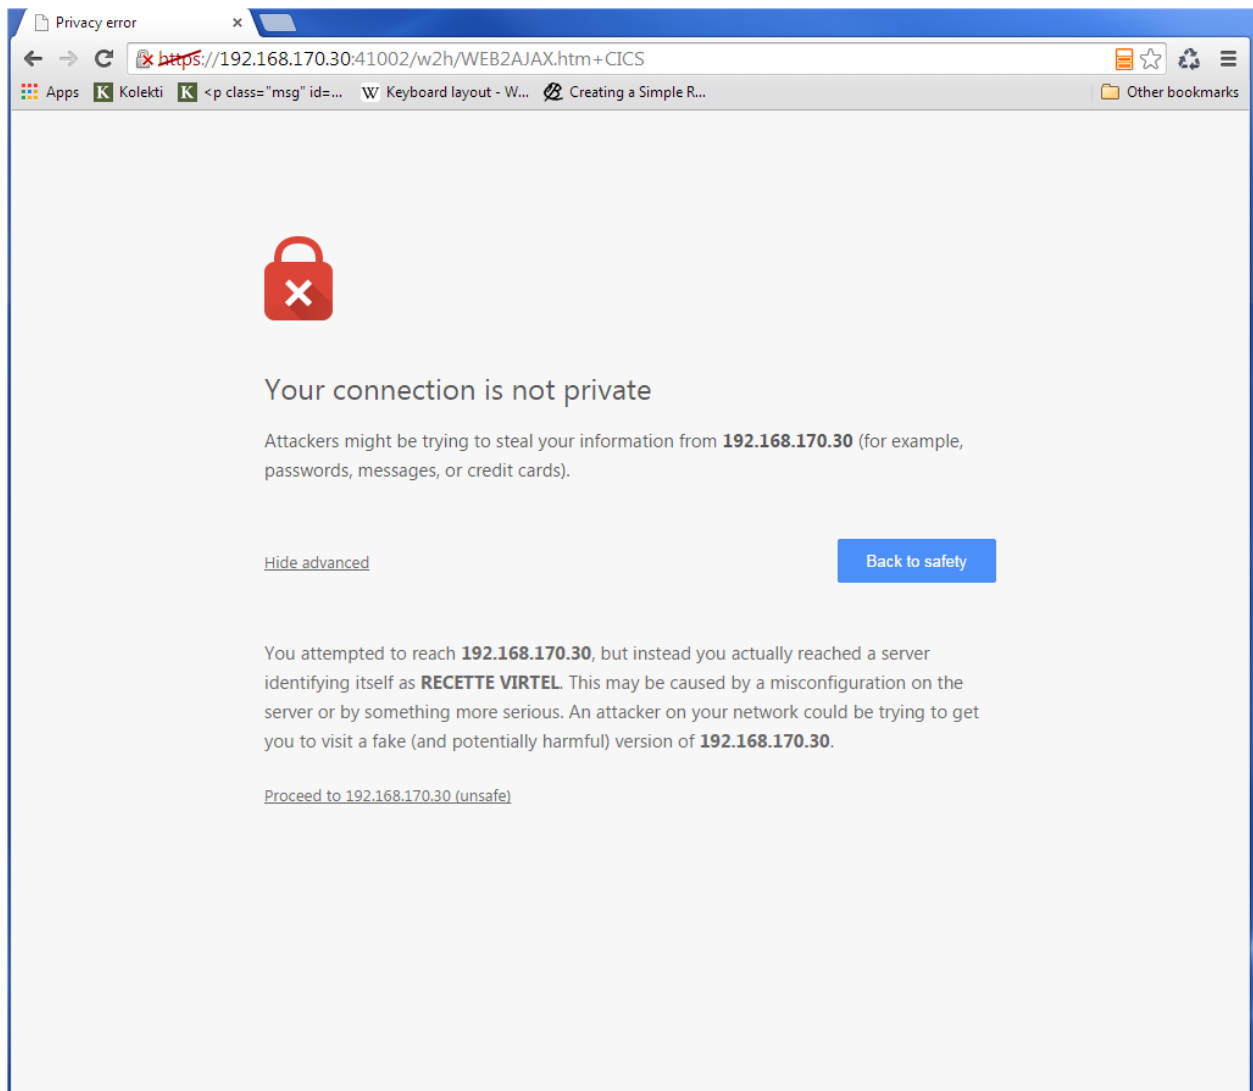 Privacy error
https://192.168.170.30:41002/w2h/WEB2AJAX.htm+CICS
Apps K Kolekti K <p class="msg" id=... W Keyboard layout - W... Creating a Simple R... Other bookmarks
Your connection is not private
Attackers might be trying to steal your information from 192.168.170.30 (for example,
passwords, messages, or credit cards).
Hide advanced
Back to safety
You attempted to reach 192.168.170.30, but instead you actually reached a server
identifying itself as RECETTE VIRTEL. This may be caused by a misconfiguration on the
server or by something more serious. An attacker on your network could be trying to get
you to visit a fake (and potentially harmful) version of 192.168.170.30.
Proceed to 192.168.170.30 (unsafe)